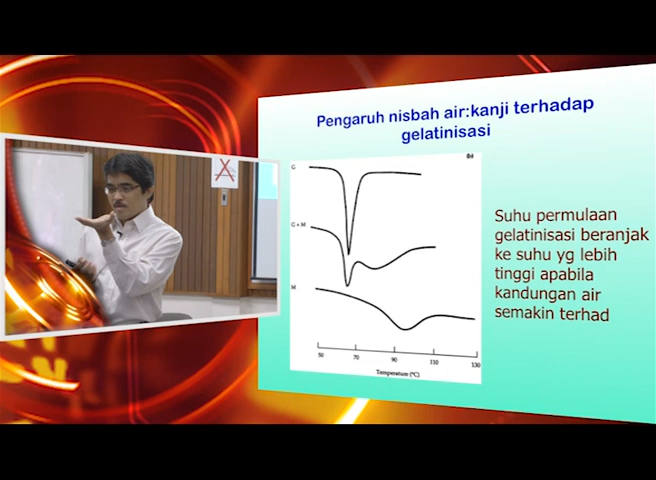 Pengaruh nisbah air:kanji terhadap
gelatinisasi
G
G + M
M
50 70 90 110 130
Temperature (°C)
Suhu permulaan
gelatinisasi beranjak
ke suhu yg lebih
tinggi apabila
kandungan air
semakin terhad